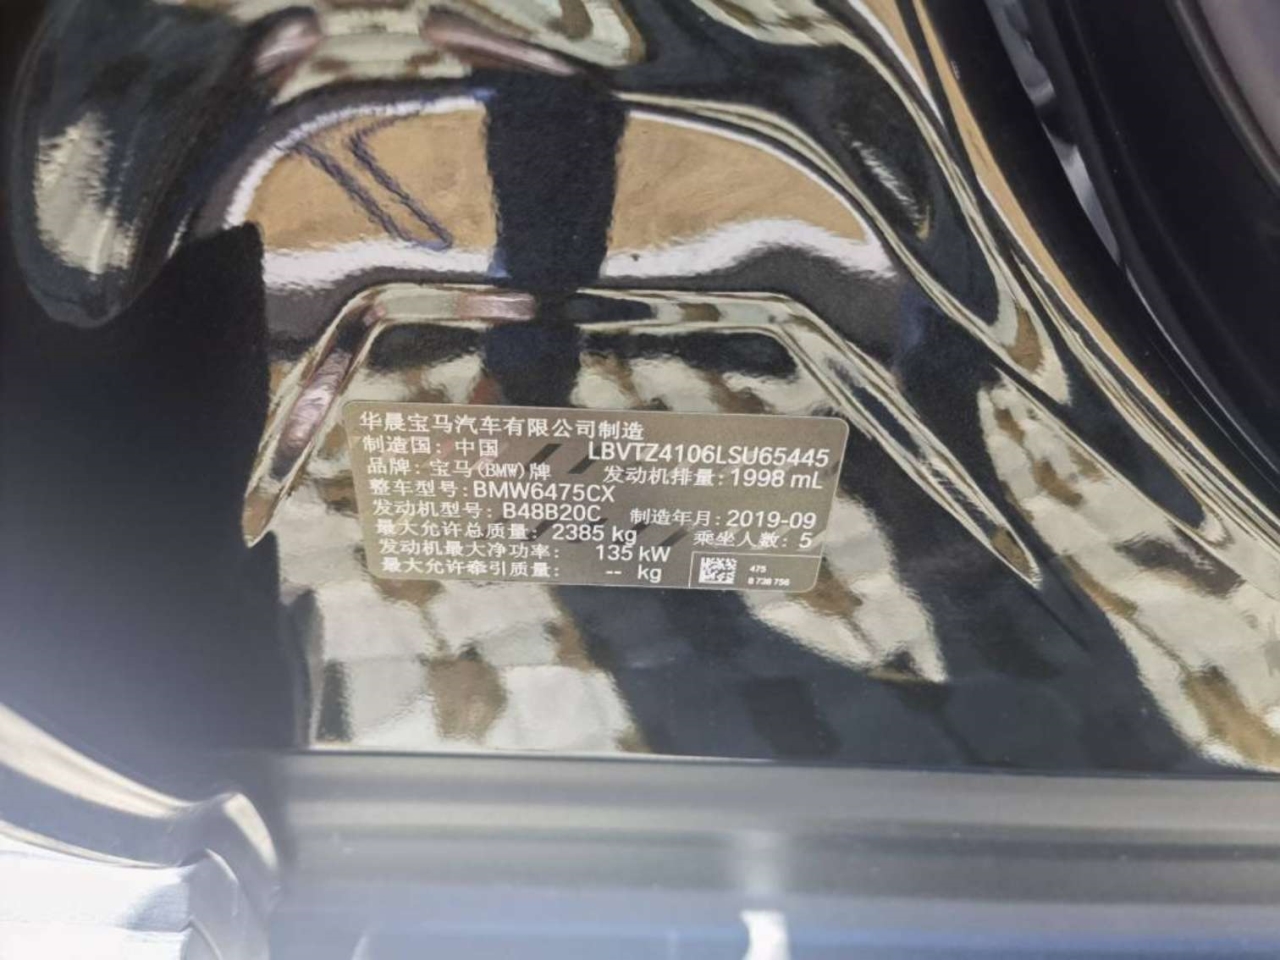 华晨宝马汽车有限公司制造
制造国: 中国 LBVTZ4106LSU65445
品牌: 宝马(BMW)牌 发动机排量: 1998 mL
整车型号: BMW6475CX
发动机型号: B48B20C 制造年月: 2019-09
最大允许总质量: 2385 kg 乘坐人数: 5
发动机最大净功率: 135 kW
最大允许牵引质量: -- kg
475
8 738 756